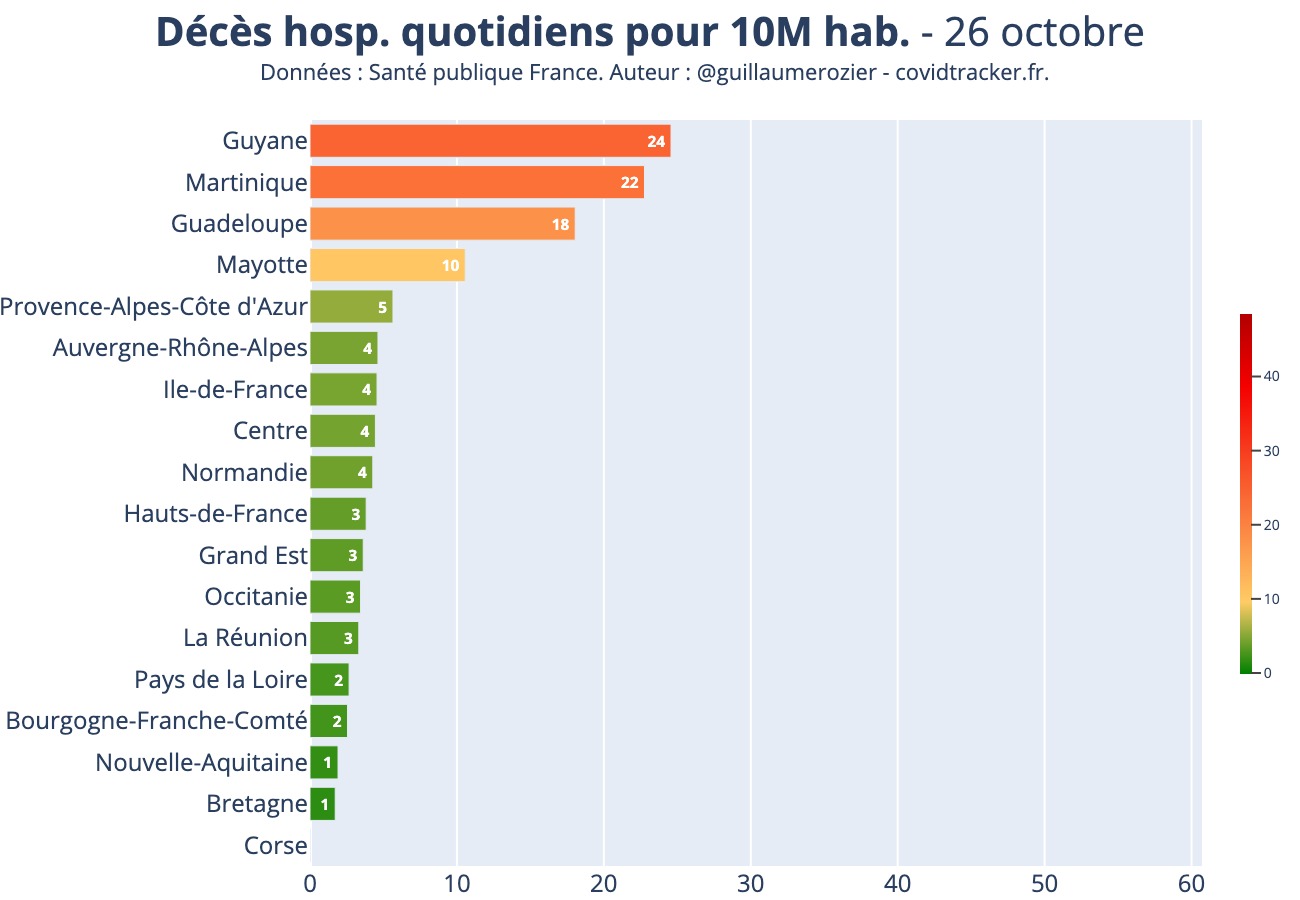 Décès hosp. quotidiens pour 10M hab. - 26 octobre
Données : Santé publique France. Auteur : @guillaumerozier - covidtracker.fr.
Guyane 24
Martinique 22
Guadeloupe 18
Mayotte 10
Provence-Alpes-Côte d'Azur 5
Auvergne-Rhône-Alpes 4
Ile-de-France 4
Centre 4
Normandie 4
Hauts-de-France 3
Grand Est 3
Occitanie 3
La Réunion 3
Pays de la Loire 2
Bourgogne-Franche-Comté 2
Nouvelle-Aquitaine 1
Bretagne 1
Corse
0 10 20 30 40 50 60
40
30
20
10
0